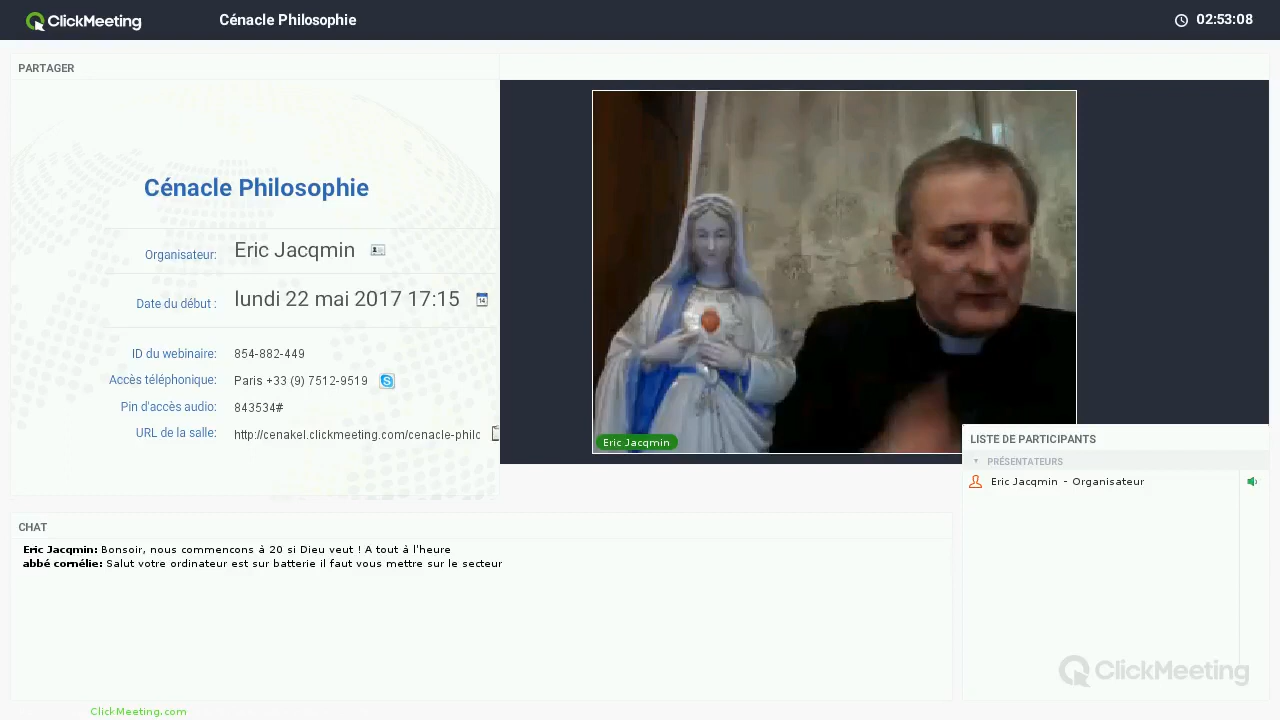 ClickMeeting
Cénacle Philosophie
02:53:08
PARTAGER
Cénacle Philosophie
Organisateur: Eric Jacqmin
Date du début : lundi 22 mai 2017 17:15
14
ID du webinaire: 854-882-449
Accès téléphonique: Paris +33 (9) 7512-9519
Pin d'accès audio: 843534#
URL de la salle: http://cenakel.clickmeeting.com/cenacle-philo
Eric Jacqmin
LISTE DE PARTICIPANTS
PRÉSENTATEURS
Eric Jacqmin - Organisateur
CHAT
Eric Jacqmin: Bonsoir, nous commencons à 20 si Dieu veut ! A tout à l'heure
abbé cornélie: Salut votre ordinateur est sur batterie il faut vous mettre sur le secteur
ClickMeeting
ClickMeeting.com